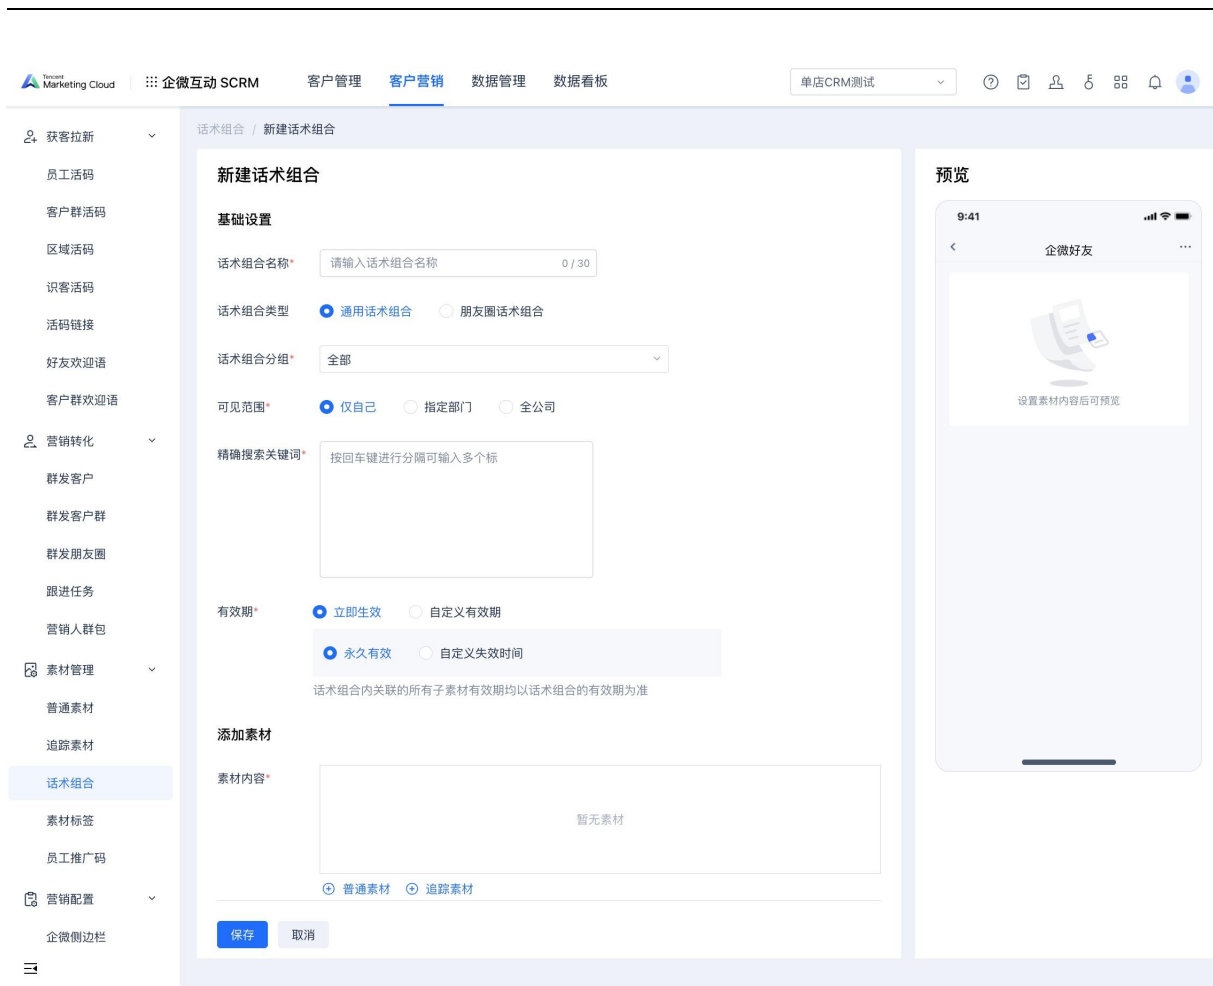 Tencent
Marketing Cloud
企微互动 SCRM
客户管理
客户营销
数据管理
数据看板
单店CRM测试
获客拉新
员工活码
客户群活码
区域活码
识客活码
活码链接
好友欢迎语
客户群欢迎语
营销转化
群发客户
群发客户群
群发朋友圈
跟进任务
营销人群包
素材管理
普通素材
追踪素材
话术组合
素材标签
员工推广码
营销配置
企微侧边栏
话术组合 / 新建话术组合
新建话术组合
基础设置
话术组合名称* 请输入话术组合名称 0 / 30
话术组合类型 通用话术组合 朋友圈话术组合
话术组合分组* 全部
可见范围* 仅自己 指定部门 全公司
精确搜索关键词* 按回车键进行分隔可输入多个标
有效期* 立即生效 自定义有效期
永久有效 自定义失效时间
话术组合内关联的所有子素材有效期均以话术组合的有效期为准
添加素材
素材内容*
暂无素材
普通素材 追踪素材
保存 取消
预览
9:41
企微好友
设置素材内容后可预览